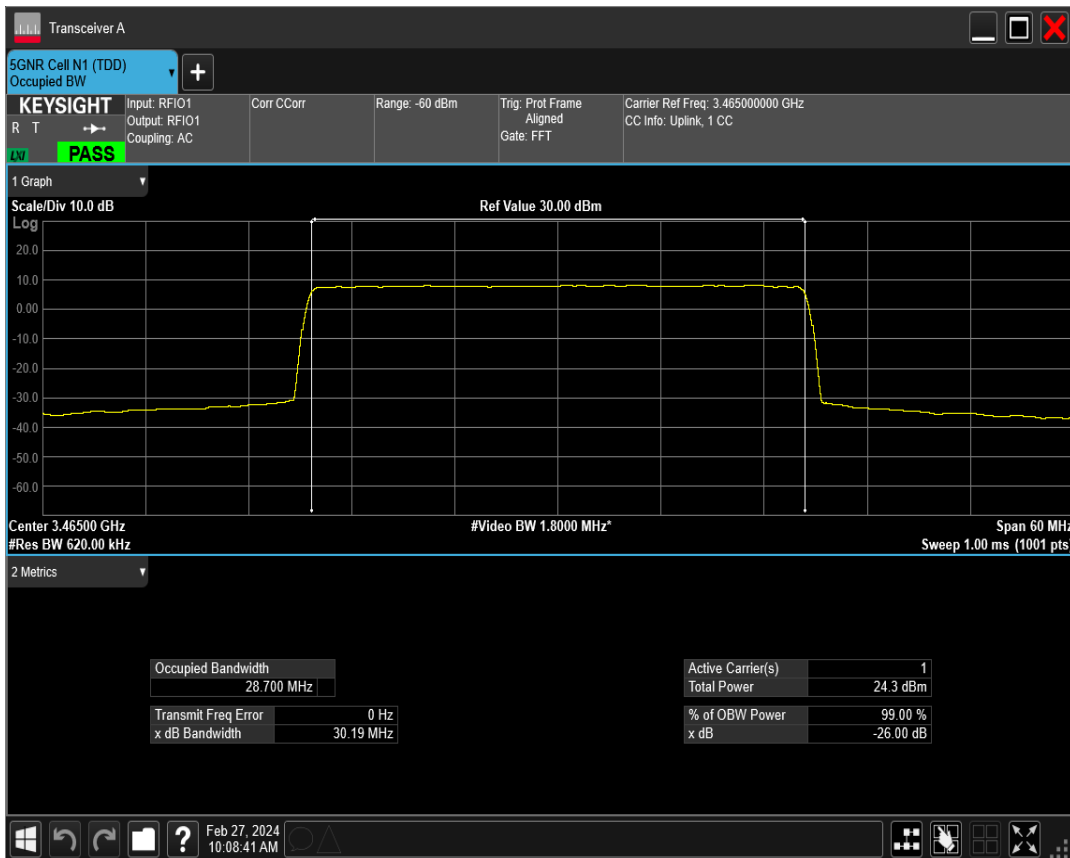 Transceiver A
5GNR Cell N1 (TDD)
Occupied BW
+
KEYSIGHT
R T
LXI
PASS
Input: RFIO1
Output: RFIO1
Coupling: AC
Corr CCorr
Range: -60 dBm
Trig: Prot Frame
Aligned
Gate: FFT
Carrier Ref Freq: 3.465000000 GHz
CC Info: Uplink, 1 CC
1 Graph
Scale/Div 10.0 dB
Ref Value 30.00 dBm
Log
20.0
10.0
0.00
-10.0
-20.0
-30.0
-40.0
-50.0
-60.0
Center 3.46500 GHz
#Video BW 1.8000 MHz*
Span 60 MHz
#Res BW 620.00 kHz
Sweep 1.00 ms (1001 pts)
2 Metrics
Occupied Bandwidth
28.700 MHz
Transmit Freq Error 0 Hz
x dB Bandwidth 30.19 MHz
Active Carrier(s) 1
Total Power 24.3 dBm
% of OBW Power 99.00 %
x dB -26.00 dB
?
Feb 27, 2024
10:08:41 AM